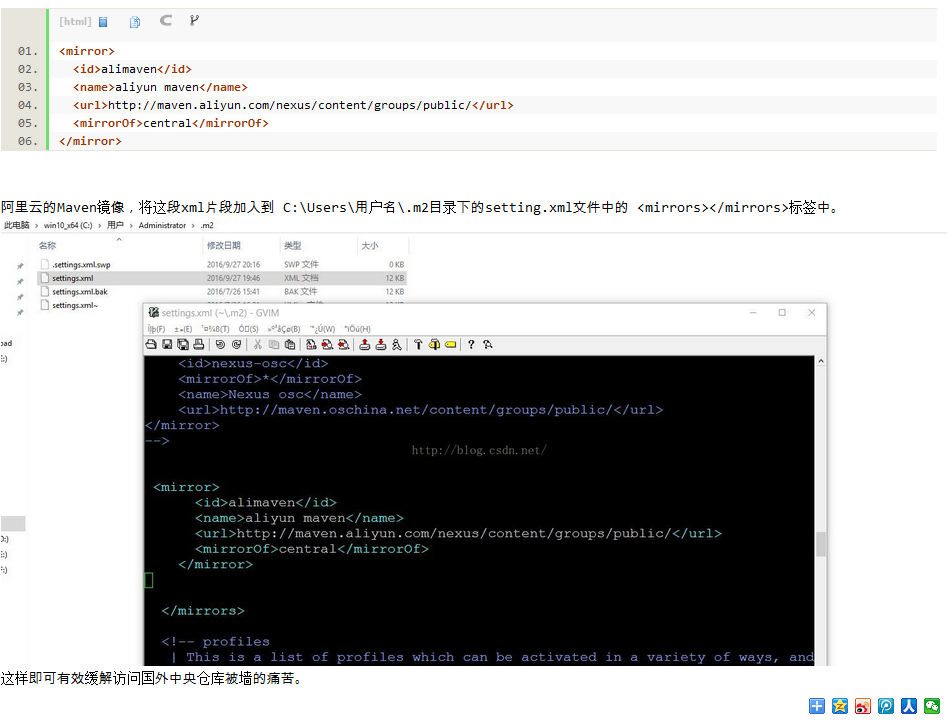 [html]
01. <mirror>
02. <id>alimaven</id>
03. <name>aliyun maven</name>
04. <url>http://maven.aliyun.com/nexus/content/groups/public/</url>
05. <mirrorOf>central</mirrorOf>
06. </mirror>
阿里云的Maven镜像，将这段xml片段加入到 C:\Users\用户名\.m2目录下的setting.xml文件中的 <mirrors></mirrors>标签中。
此电脑 › win10_x64 (C:) › 用户 › Administrator › .m2
名称 修改日期 类型 大小
.settings.xml.swp 2016/9/27 20:16 SWP 文件 0 KB
settings.xml 2016/9/27 19:46 XML 文档 12 KB
settings.xml.bak 2016/7/26 15:41 BAK 文件 12 KB
settings.xml~
settings.xml (~\.m2) - GVIM
<id>nexus-osc</id>
<mirrorOf>*</mirrorOf>
<name>Nexus osc</name>
<url>http://maven.oschina.net/content/groups/public/</url>
</mirror>
-->
http://blog.csdn.net/
<mirror>
<id>alimaven</id>
<name>aliyun maven</name>
<url>http://maven.aliyun.com/nexus/content/groups/public/</url>
<mirrorOf>central</mirrorOf>
</mirror>
</mirrors>
<!-- profiles
| This is a list of profiles which can be activated in a variety of ways, and
这样即可有效缓解访问国外中央仓库被墙的痛苦。